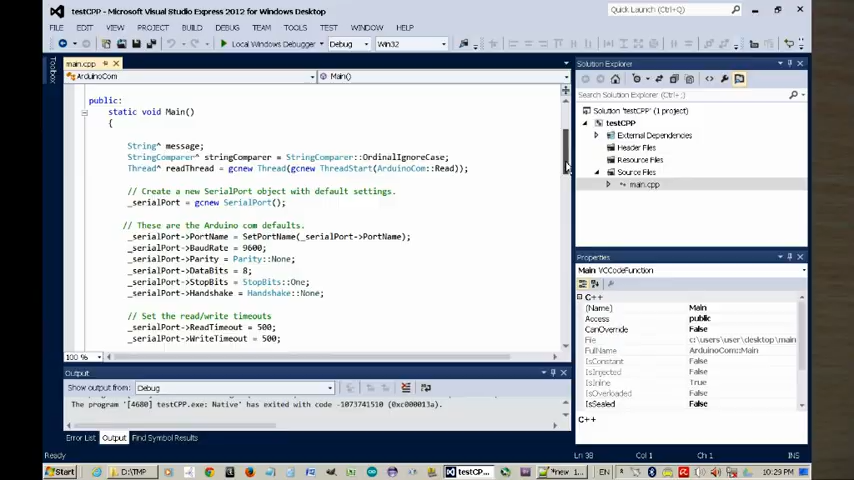 testCPP - Microsoft Visual Studio Express 2012 for Windows Desktop
Quick Launch (Ctrl+Q)
FILE EDIT VIEW PROJECT BUILD DEBUG TEAM TOOLS TEST WINDOW HELP
Local Windows Debugger Debug Win32
Toolbox
main.cpp
ArduinoCom Main()
public:
static void Main()
{
String^ message;
StringComparer^ stringComparer = StringComparer::OrdinalIgnoreCase;
Thread^ readThread = gcnew Thread(gcnew ThreadStart(ArduinoCom::Read));
// Create a new SerialPort object with default settings.
_serialPort = gcnew SerialPort();
// These are the Arduino com defaults.
_serialPort->PortName = SetPortName(_serialPort->PortName);
_serialPort->BaudRate = 9600;
_serialPort->Parity = Parity::None;
_serialPort->DataBits = 8;
_serialPort->StopBits = StopBits::One;
_serialPort->Handshake = Handshake::None;
// Set the read/write timeouts
_serialPort->ReadTimeout = 500;
_serialPort->WriteTimeout = 500;
100 %
Output
Show output from: Debug
The program '[4680] testCPP.exe: Native' has exited with code -1073741510 (0xc000013a).
Error List Output Find Symbol Results
Solution Explorer
Search Solution Explorer (Ctrl+;)
Solution 'testCPP' (1 project)
testCPP
External Dependencies
Header Files
Resource Files
Source Files
main.cpp
Properties
Main VCCodeFunction
C++
(Name) Main
Access public
CanOverride False
File c:\users\user\desktop\main
FullName ArduinoCom::Main
IsConstant False
IsInjected False
IsInline True
IsOverloaded False
IsSealed False
C++
Ready Ln 38 Col 1 Ch 1 INS
Start D:\TMP testCPP... *new 1... EN 10:29 PM